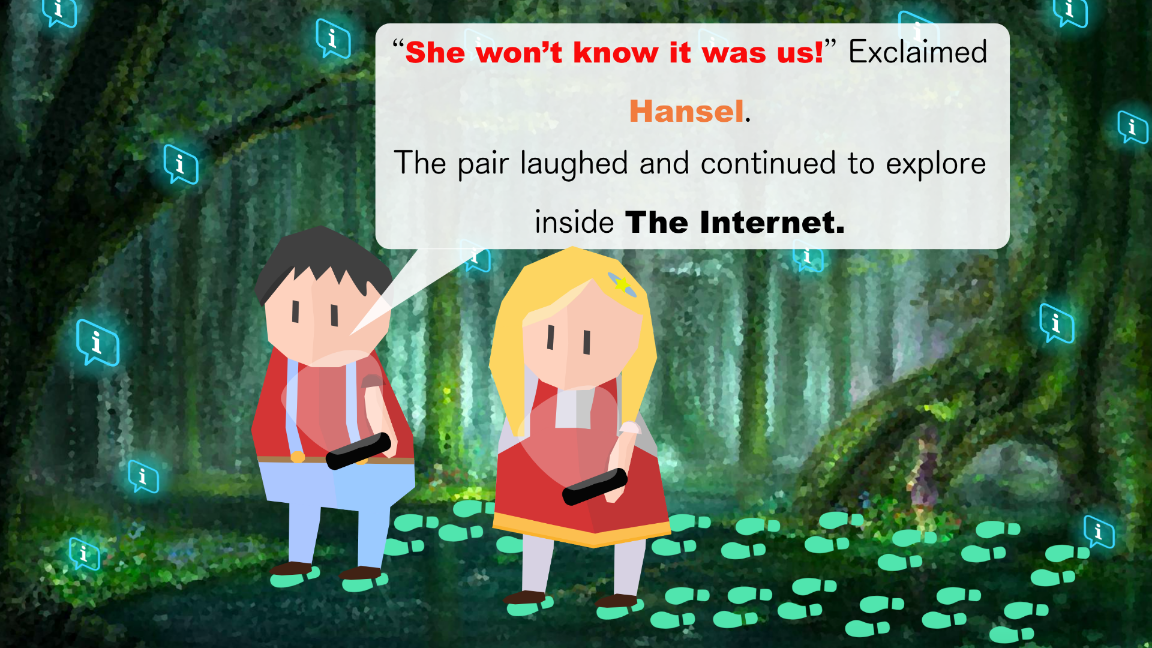 “She won’t know it was us!” Exclaimed
Hansel.
The pair laughed and continued to explore
inside The Internet.